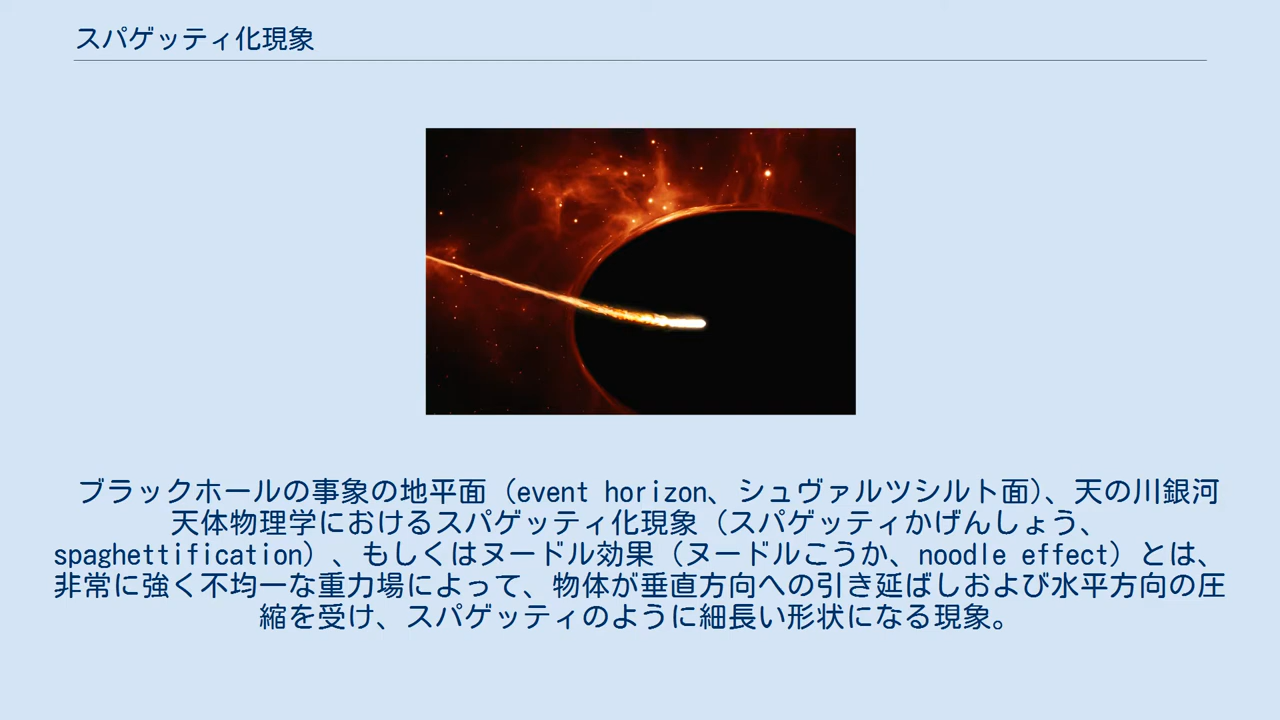 スパゲッティ化現象
ブラックホールの事象の地平面（event horizon、シュヴァルツシルト面)、天の川銀河
天体物理学におけるスパゲッティ化現象（スパゲッティかげんしょう、
spaghettification）、もしくはヌードル効果（ヌードルこうか、noodle effect）とは、
非常に強く不均一な重力場によって、物体が垂直方向への引き延ばしおよび水平方向の圧
縮を受け、スパゲッティのように細長い形状になる現象。